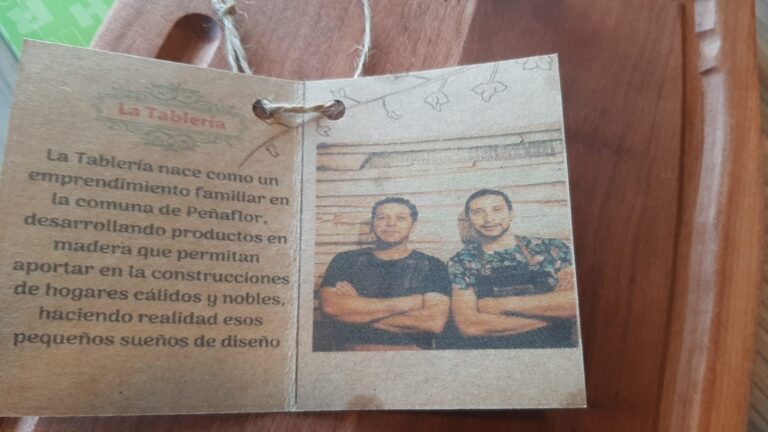 La Tablería
La Tablería nace como un
emprendimiento familiar en
la comuna de Peñaflor,
desarrollando productos en
madera que permitan
aportar en la construcciones
de hogares cálidos y nobles,
haciendo realidad esos
pequeños sueños de diseño